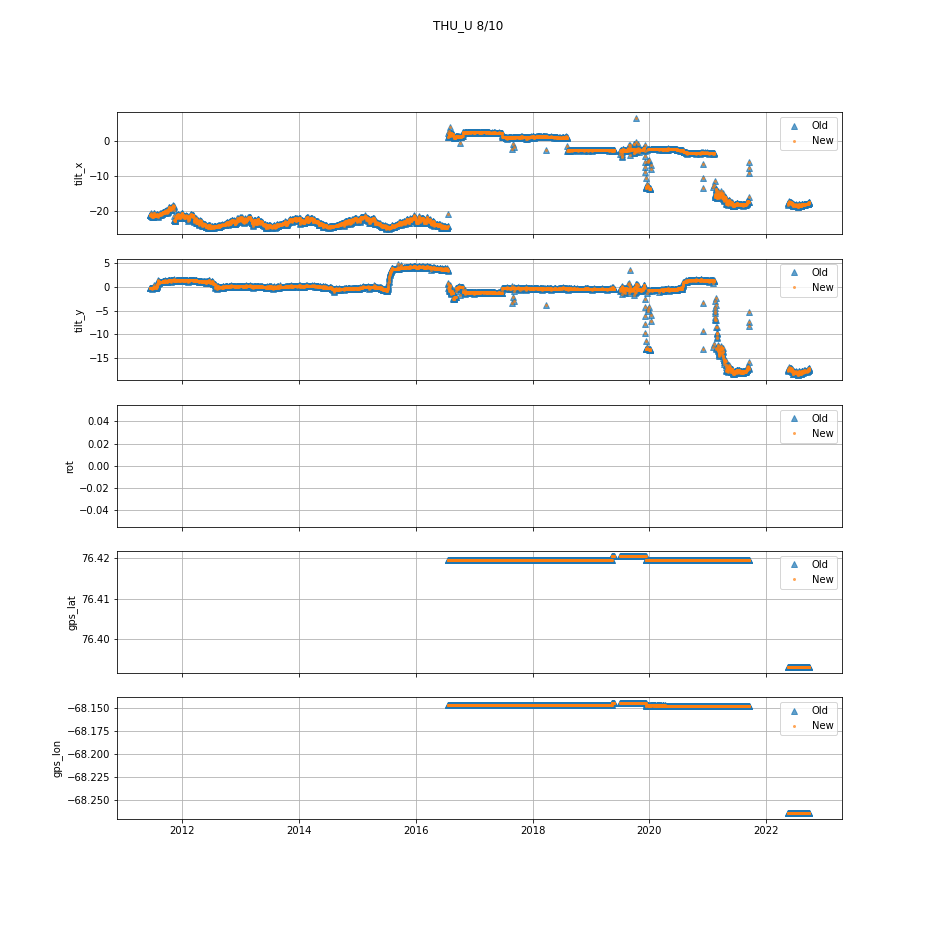 THU_U 8/10
tilt_x
0
−10
−20
Old
New
tilt_y
5
0
−5
−10
−15
Old
New
rot
0.04
0.02
0.00
−0.02
−0.04
Old
New
gps_lat
76.42
76.41
76.40
Old
New
gps_lon
−68.150
−68.175
−68.200
−68.225
−68.250
Old
New
2012 2014 2016 2018 2020 2022